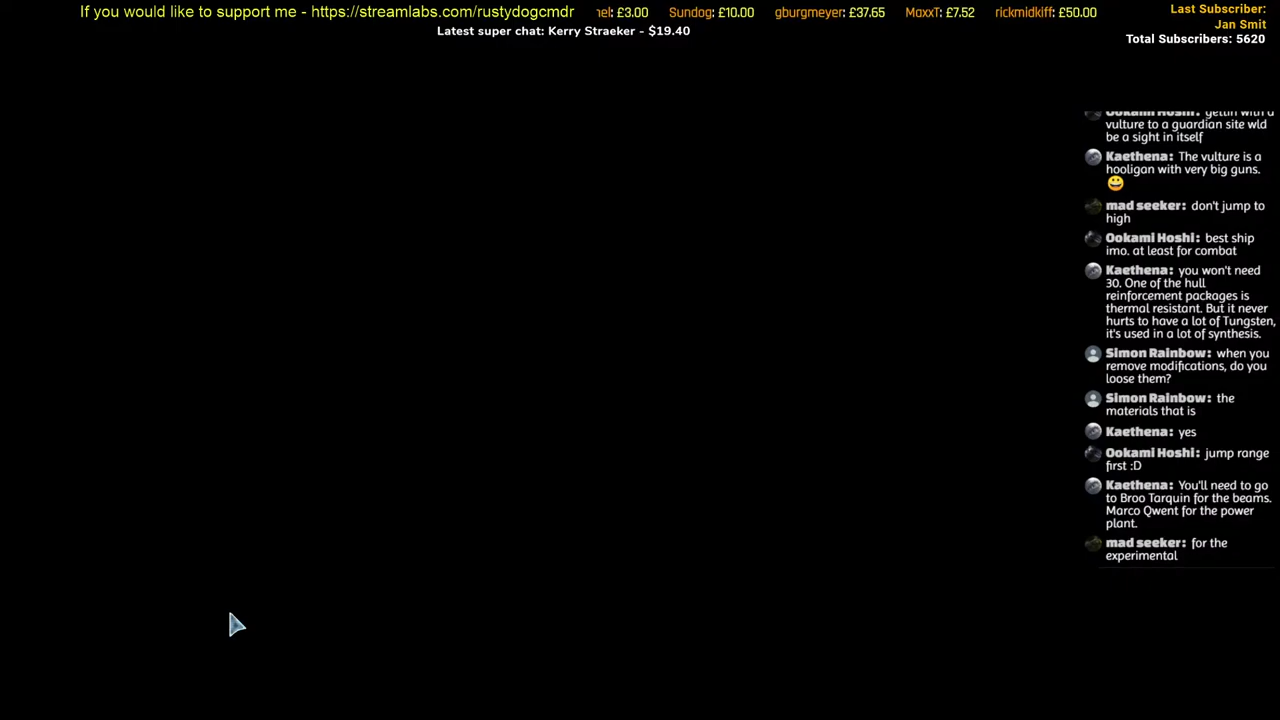 If you would like to support me - https://streamlabs.com/rustydogcmdr
£3.00 Sundog: £10.00 gburgmeyer: £37.65 MaxxT: £7.52 rickmidkiff: £50.00
Last Subscriber:
Jan Smit
Latest super chat: Kerry Straeker - $19.40
Total Subscribers: 5620
Ookami Hoshi: gettin with a
vulture to a guardian site wld
be a sight in itself
Kaethena: The vulture is a
hooligan with very big guns.
😀
mad seeker: don't jump to
high
Ookami Hoshi: best ship
imo. at least for combat
Kaethena: you won't need
30. One of the hull
reinforcement packages is
thermal resistant. But it never
hurts to have a lot of Tungsten,
it's used in a lot of synthesis.
Simon Rainbow: when you
remove modifications, do you
loose them?
Simon Rainbow: the
materials that is
Kaethena: yes
Ookami Hoshi: jump range
first :D
Kaethena: You'll need to go
to Broo Tarquin for the beams.
Marco Qwent for the power
plant.
mad seeker: for the
experimental